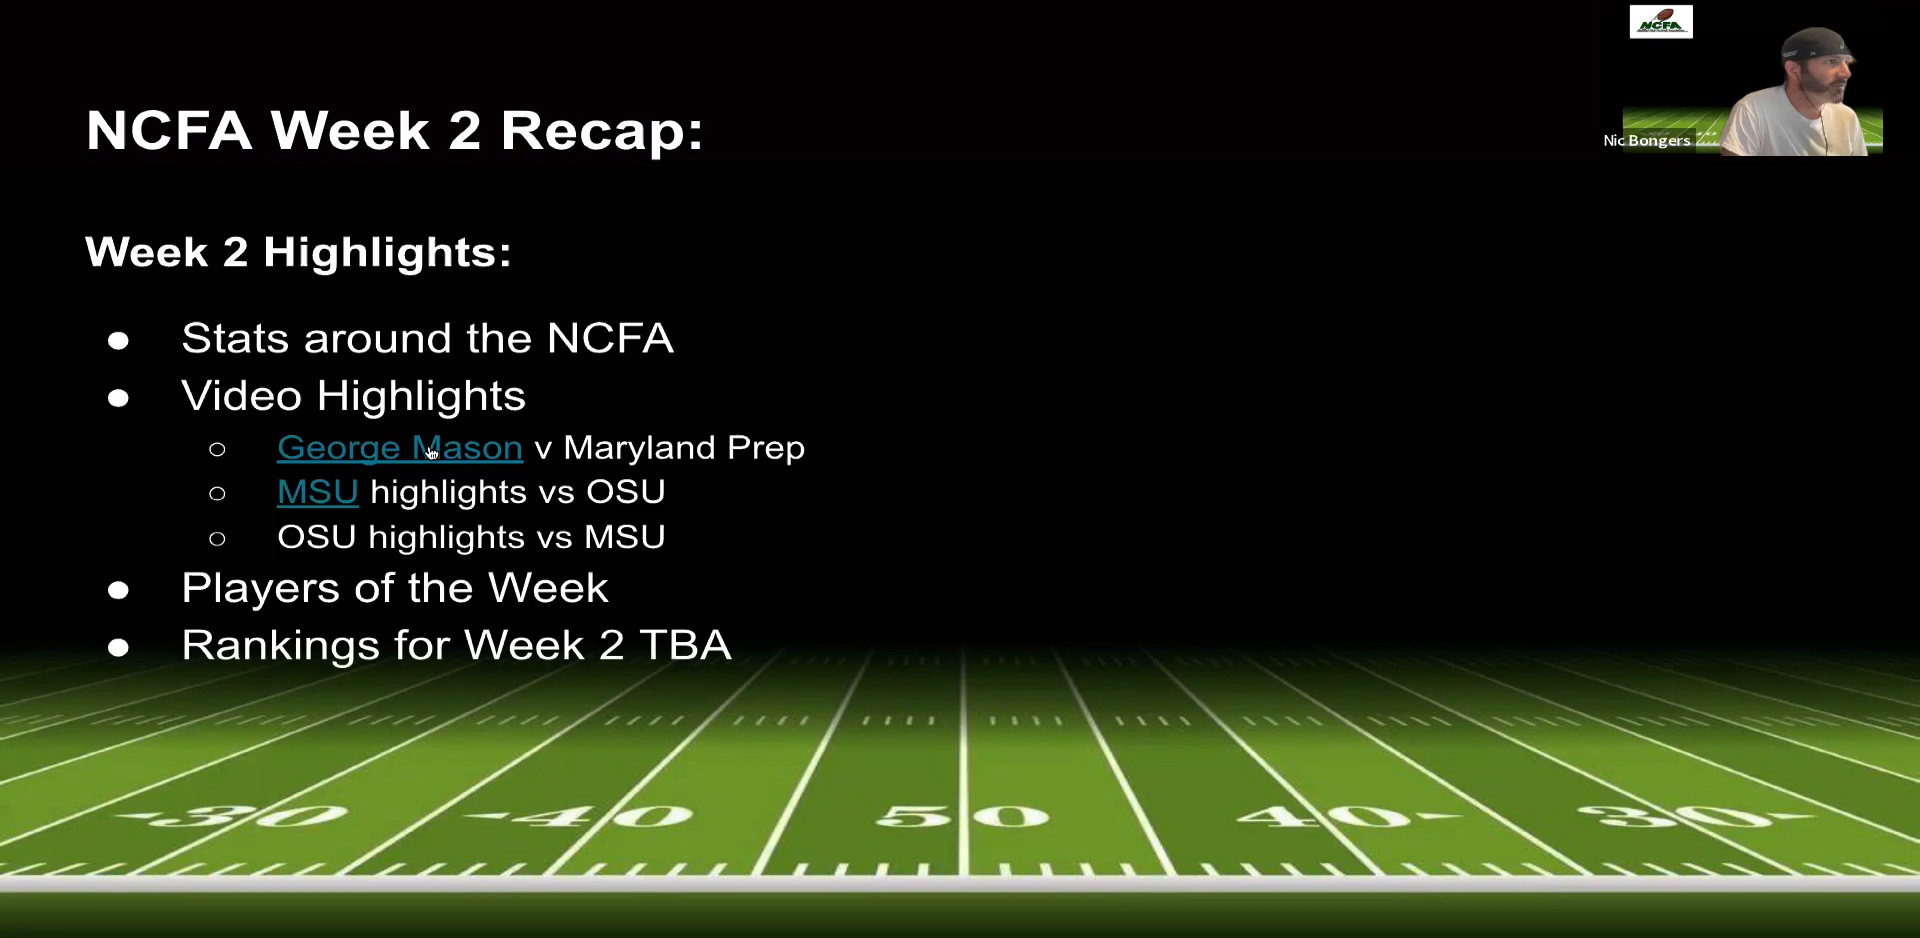 NCFA
Nic Bongers
NCFA Week 2 Recap:
Week 2 Highlights:
● Stats around the NCFA
● Video Highlights
○ George Mason v Maryland Prep
○ MSU highlights vs OSU
○ OSU highlights vs MSU
● Players of the Week
● Rankings for Week 2 TBA
30 40 50 40 30